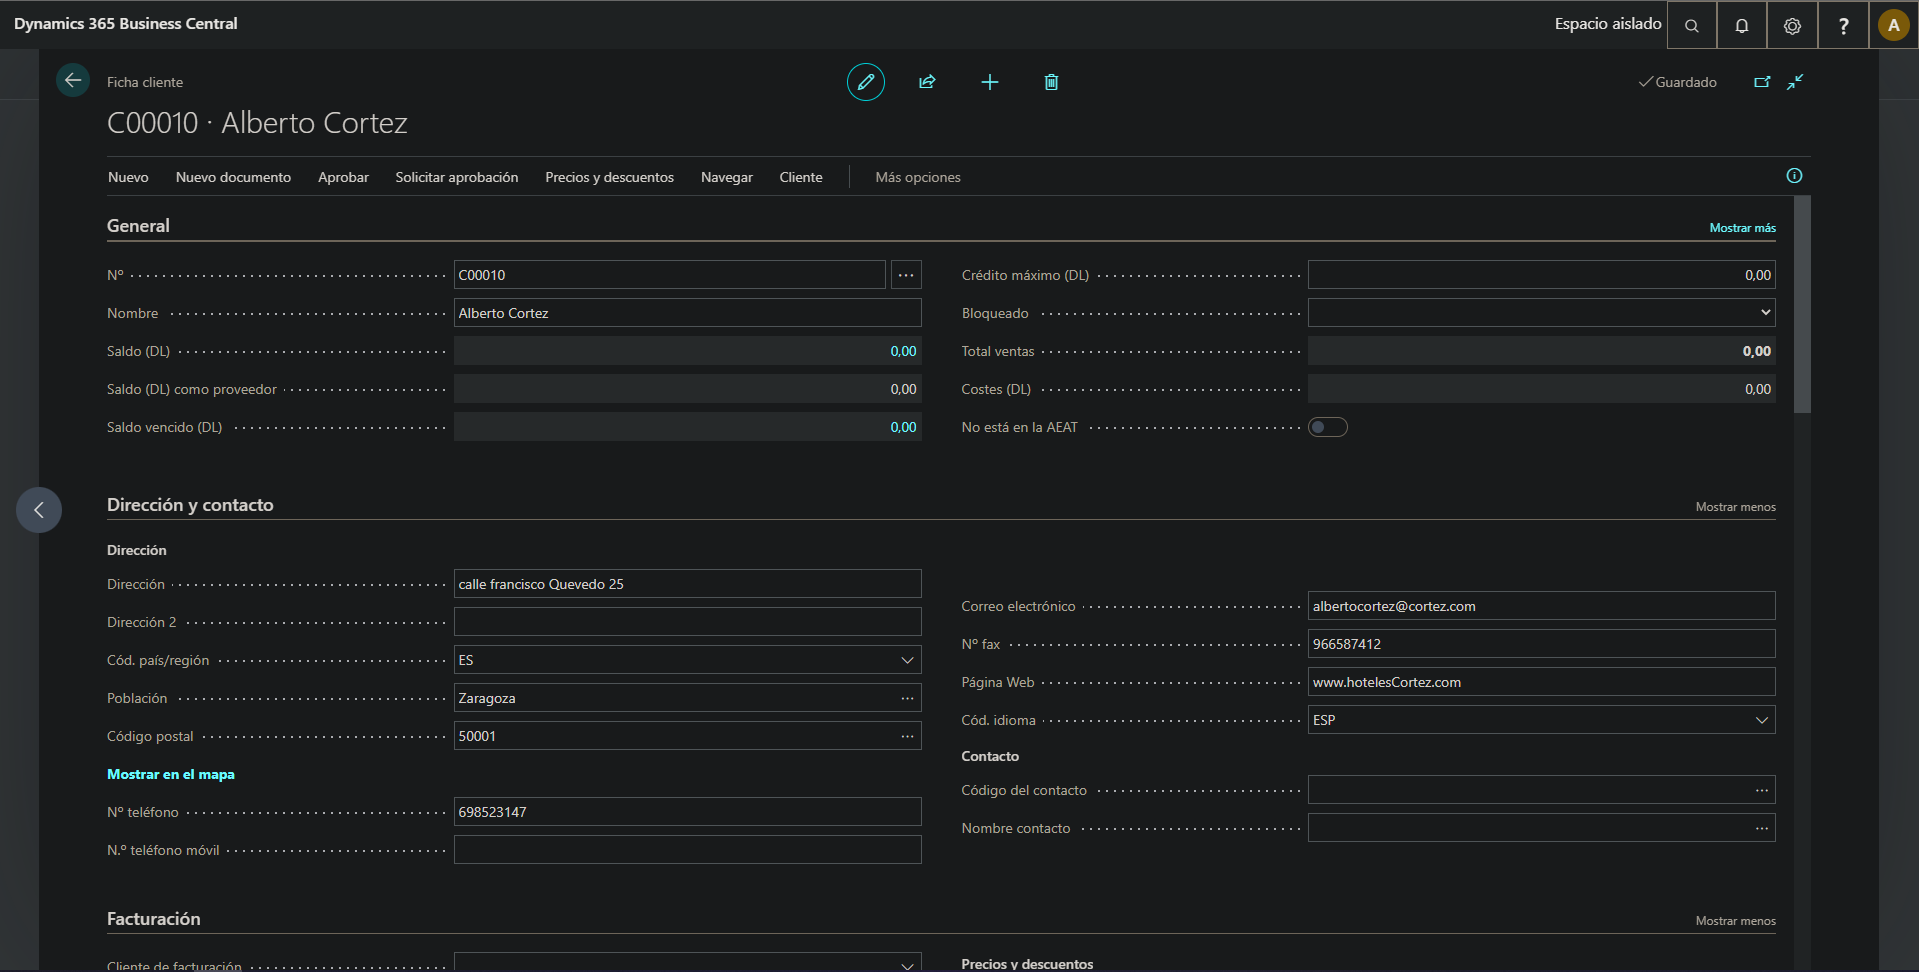 Dynamics 365 Business Central
Espacio aislado
?
A
Ficha cliente
Guardado
C00010 · Alberto Cortez
Nuevo
Nuevo documento
Aprobar
Solicitar aprobación
Precios y descuentos
Navegar
Cliente
Más opciones
General
Mostrar más
Nº
C00010
Nombre
Alberto Cortez
Saldo (DL)
0,00
Saldo (DL) como proveedor
0,00
Saldo vencido (DL)
0,00
Crédito máximo (DL)
0,00
Bloqueado
Total ventas
0,00
Costes (DL)
0,00
No está en la AEAT
Dirección y contacto
Mostrar menos
Dirección
Dirección
calle francisco Quevedo 25
Dirección 2
Cód. país/región
ES
Población
Zaragoza
Código postal
50001
Mostrar en el mapa
Nº teléfono
698523147
N.º teléfono móvil
Correo electrónico
albertocortez@cortez.com
Nº fax
966587412
Página Web
www.hotelesCortez.com
Cód. idioma
ESP
Contacto
Código del contacto
Nombre contacto
Facturación
Mostrar menos
Cliente de facturación
Precios y descuentos